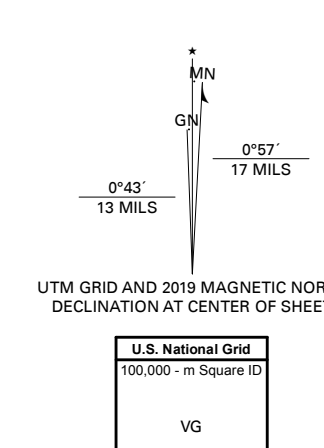 ★
MN
GN
0°57´
17 MILS
0°43´
13 MILS
UTM GRID AND 2019 MAGNETIC NOR
DECLINATION AT CENTER OF SHEE
U.S. National Grid
100,000 - m Square ID
VG